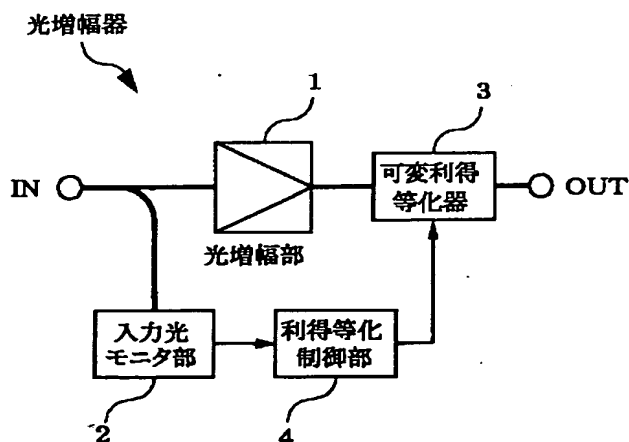 光増幅器
1
3
IN
可変利得
等化器
OUT
光増幅部
入力光
モニタ部
利得等化
制御部
2
4